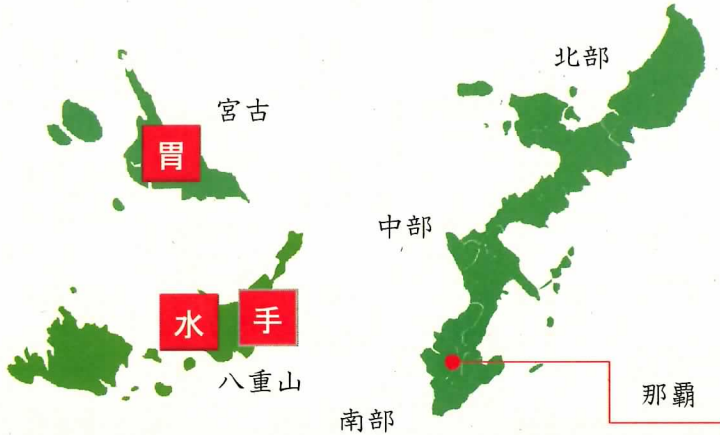 北部
宮古
胃
中部
水
手
八重山
那覇
南部